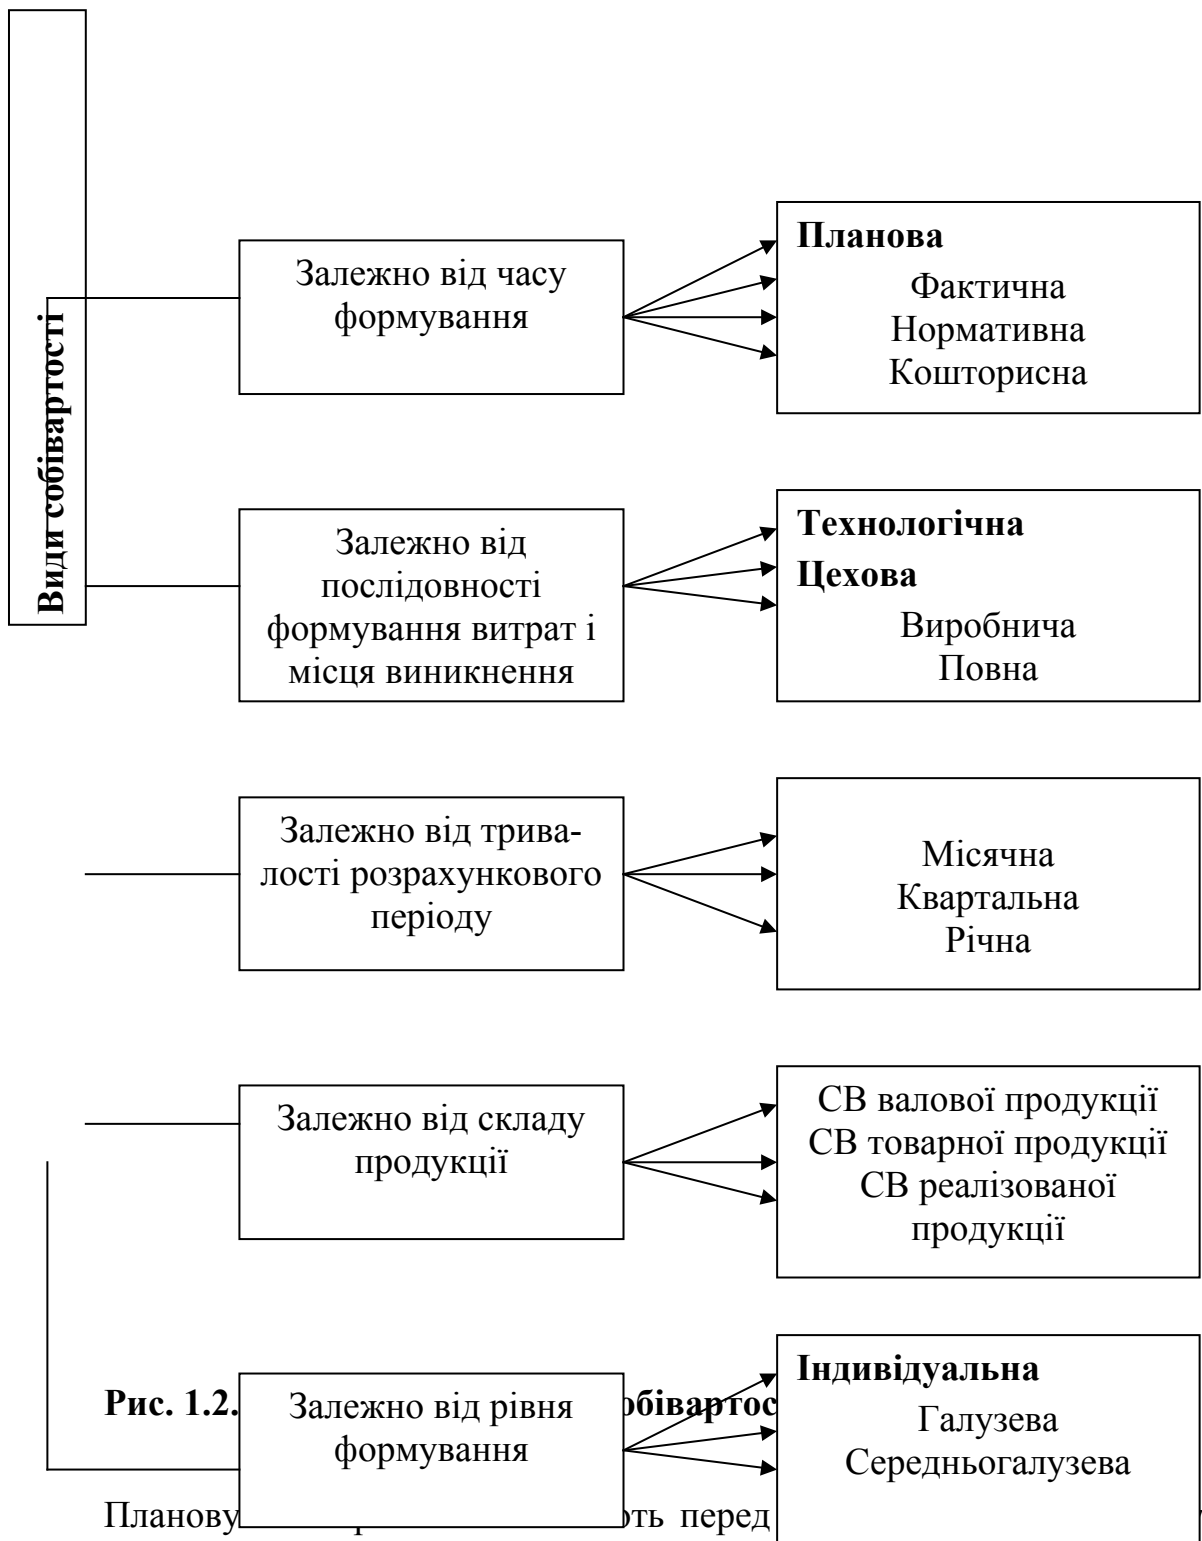 Види собівартості
Залежно від часу
формування
Планова
Фактична
Нормативна
Кошторисна
Залежно від
послідовності
формування витрат і
місця виникнення
Технологічна
Цехова
Виробнича
Повна
Залежно від трива-
лості розрахункового
періоду
Місячна
Квартальна
Річна
Залежно від складу
продукції
СВ валової продукції
СВ товарної продукції
СВ реалізованої
продукції
Залежно від рівня
формування
Індивідуальна
Галузева
Середньогалузева
Рис. 1.2.
Планову перед